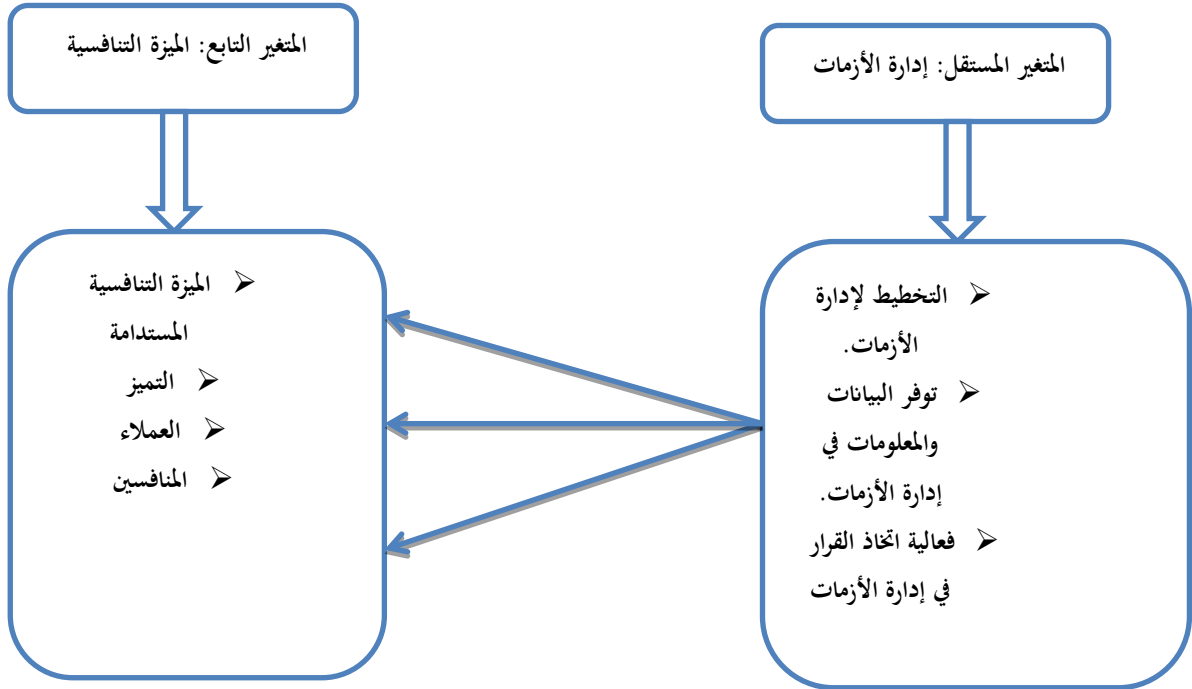 المتغير المستقل: إدارة الأزمات
المتغير التابع: الميزة التنافسية
⮚ التخطيط لإدارة
الأزمات.
⮚ توفر البيانات
والمعلومات في
إدارة الأزمات.
⮚ فعالية اتخاذ القرار
في إدارة الأزمات
⮚ الميزة التنافسية
المستدامة
⮚ التميز
⮚ العملاء
⮚ المنافسين